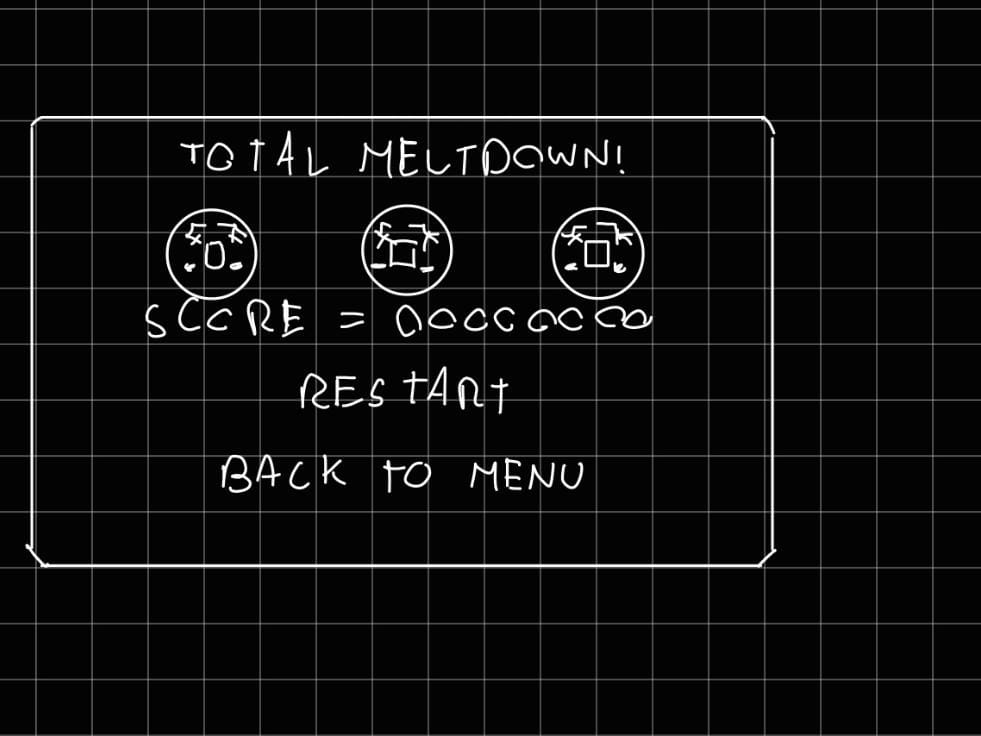 TOTAL MELTDOWN!
SCORE = 00000000
RESTART
BACK TO MENU